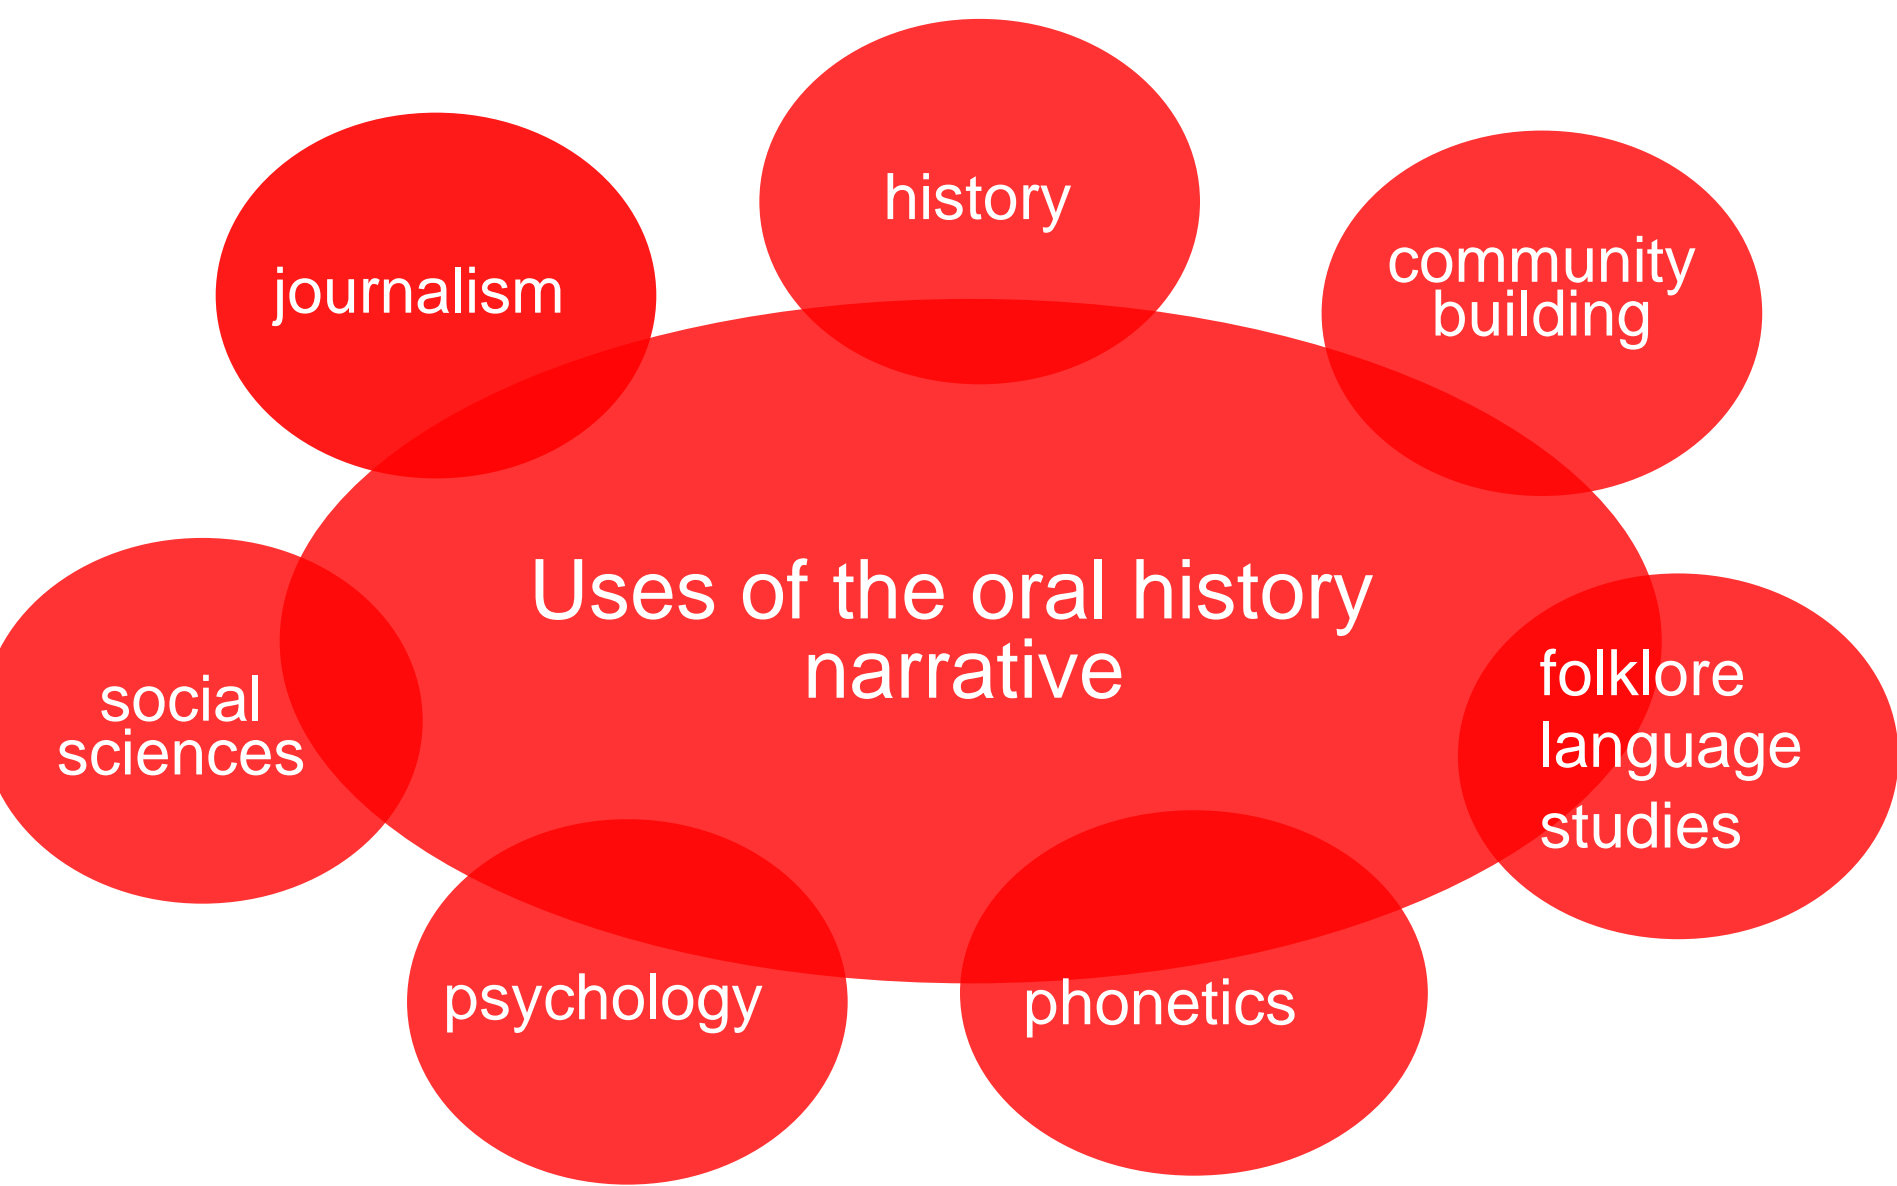 history
journalism
community
building
Uses of the oral history
narrative
social
sciences
folklore
language
studies
psychology
phonetics